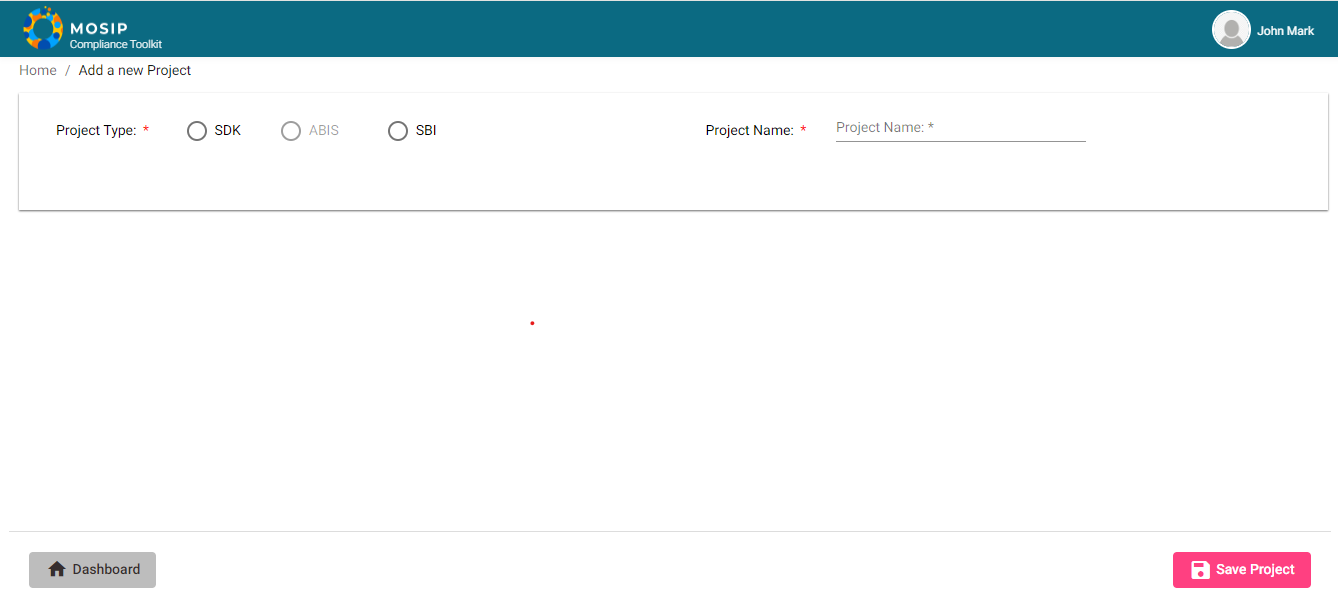 MOSIP
Compliance Toolkit
John Mark
Home / Add a new Project
Project Type: * SDK ABIS SBI Project Name: * Project Name: *
Dashboard Save Project